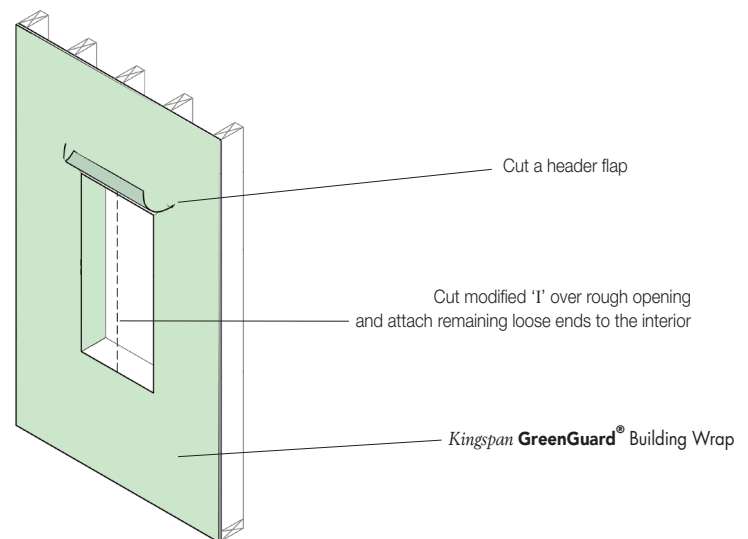 Cut a header flap
Cut modified ‘I’ over rough opening
and attach remaining loose ends to the interior
Kingspan GreenGuard® Building Wrap